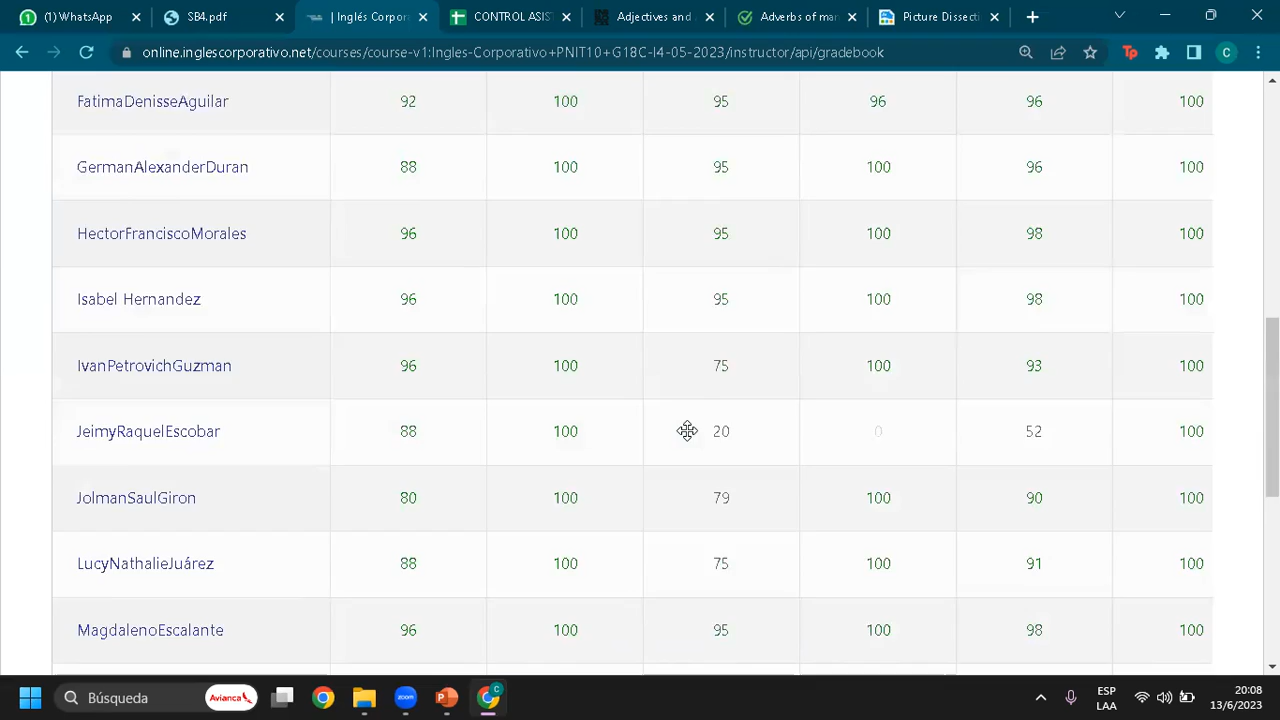 (1) WhatsApp
SB4.pdf
| Inglés Corpor
CONTROL ASIS
Adjectives and
Adverbs of man
Picture Dissecti
online.inglescorporativo.net/courses/course-v1:Ingles-Corporativo+PNIT10+G18C-I4-05-2023/instructor/api/gradebook
Tp
C
FatimaDenisseAguilar 92 100 95 96 96 100
GermanAlexanderDuran 88 100 95 100 96 100
HectorFranciscoMorales 96 100 95 100 98 100
Isabel Hernandez 96 100 95 100 98 100
IvanPetrovichGuzman 96 100 75 100 93 100
JeimyRaquelEscobar 88 100 20 0 52 100
JolmanSaulGiron 80 100 79 100 90 100
LucyNathalieJuárez 88 100 75 100 91 100
MagdalenoEscalante 96 100 95 100 98 100
Búsqueda
Avianca
zoom
C
ESP
LAA
20:08
13/6/2023